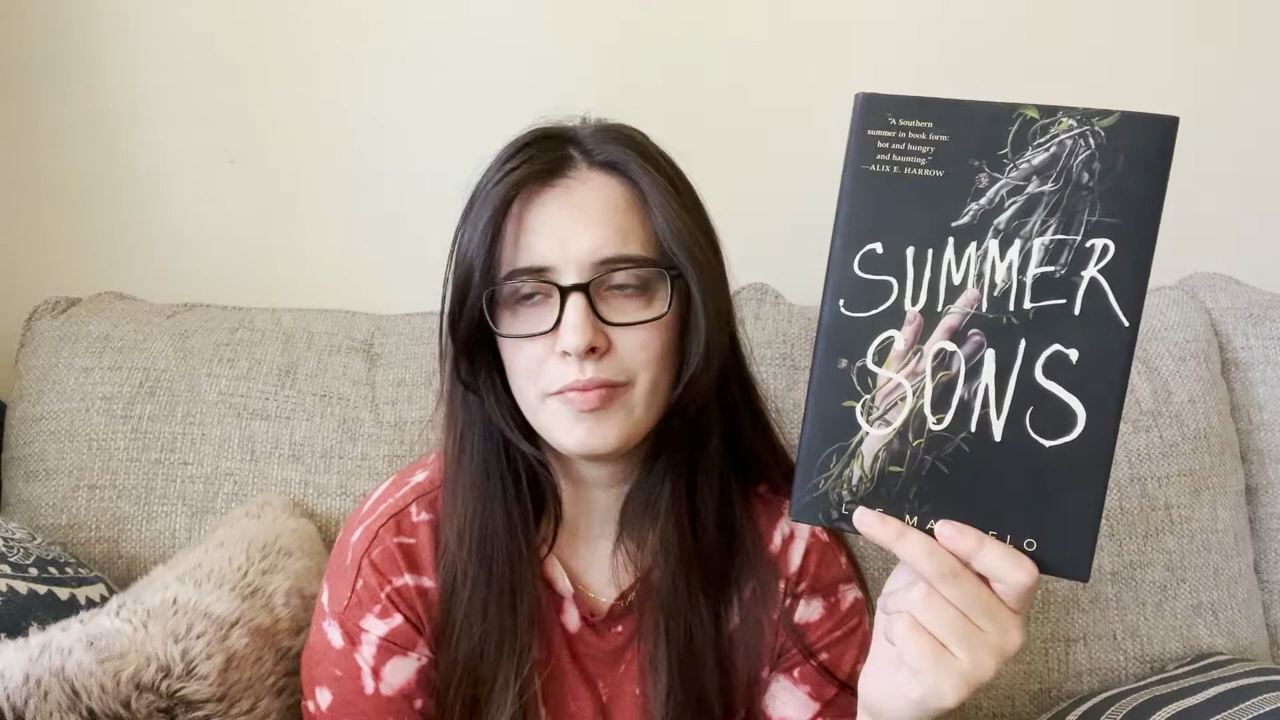 "A Southern
summer in book form:
hot and hungry
and haunting."
—ALIX E. HARROW
SUMMER
SONS